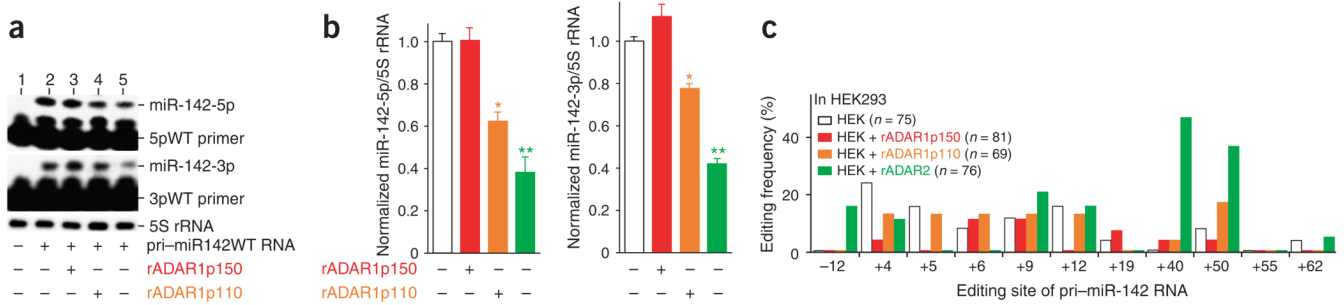 a
1 2 3 4 5
miR-142-5p
5pWT primer
miR-142-3p
3pWT primer
5S rRNA
– + + + + pri–miR142WT RNA
– – + – – rADAR1p150
– – – + – rADAR1p110
b
Normalized miR-142-5p/5S rRNA
1.0
0.8
0.6
0.4
0.2
0
*
**
rADAR1p150 – + – –
rADAR1p110 – – + –
Normalized miR-142-3p/5S rRNA
1.0
0.8
0.6
0.4
0.2
0
*
**
– + – –
– – + –
c
In HEK293
HEK (n = 75)
HEK + rADAR1p150 (n = 81)
HEK + rADAR1p110 (n = 69)
HEK + rADAR2 (n = 76)
Editing frequency (%)
40
20
0
–12 +4 +5 +6 +9 +12 +19 +40 +50 +55 +62
Editing site of pri–miR-142 RNA